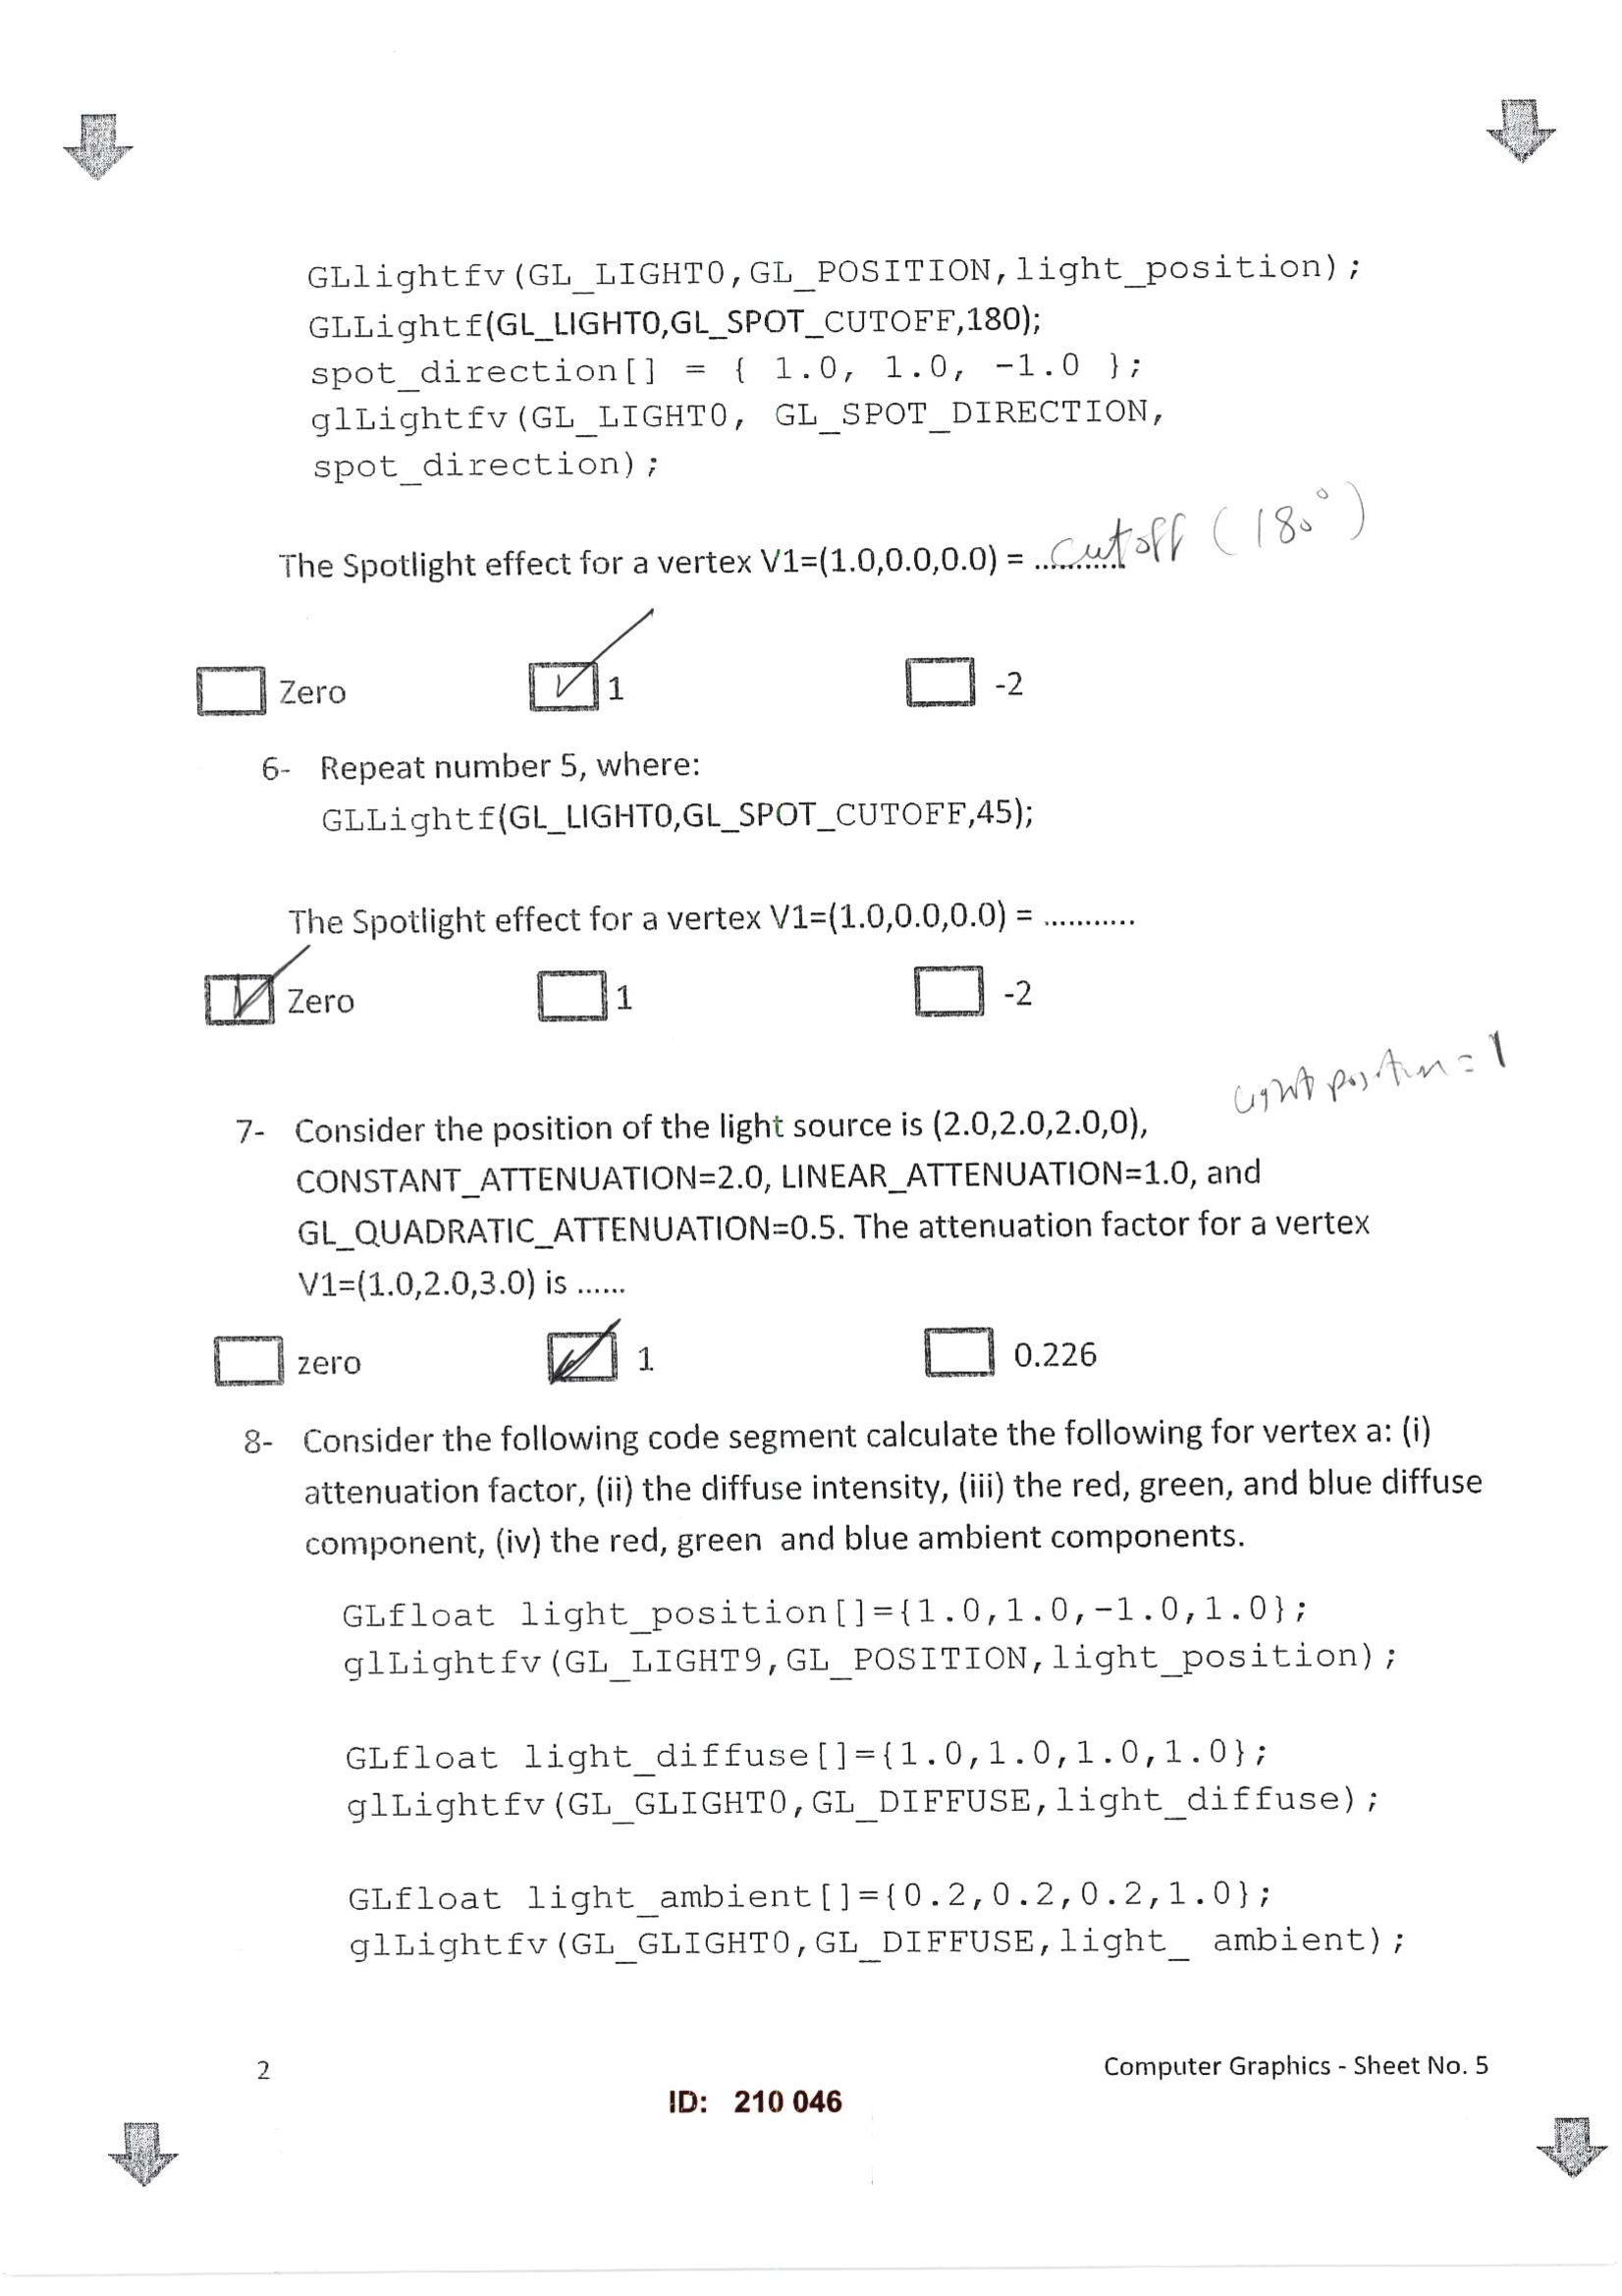 GLlightfv(GL_LIGHT0,GL_POSITION,light_position);
GLLightf(GL_LIGHT0,GL_SPOT_CUTOFF,180);
spot_direction[] = { 1.0, 1.0, -1.0 };
glLightfv(GL_LIGHT0, GL_SPOT_DIRECTION,
spot_direction);
The Spotlight effect for a vertex V1=(1.0,0.0,0.0) = ........... cutoff (180°)
Zero 1 -2
6- Repeat number 5, where:
GLLightf(GL_LIGHT0,GL_SPOT_CUTOFF,45);
The Spotlight effect for a vertex V1=(1.0,0.0,0.0) = ...........
Zero 1 -2
Light position = 1
7- Consider the position of the light source is (2.0,2.0,2.0,0),
CONSTANT_ATTENUATION=2.0, LINEAR_ATTENUATION=1.0, and
GL_QUADRATIC_ATTENUATION=0.5. The attenuation factor for a vertex
V1=(1.0,2.0,3.0) is ......
zero 1 0.226
8- Consider the following code segment calculate the following for vertex a: (i)
attenuation factor, (ii) the diffuse intensity, (iii) the red, green, and blue diffuse
component, (iv) the red, green and blue ambient components.
GLfloat light_position[]={1.0,1.0,-1.0,1.0};
glLightfv(GL_LIGHT9,GL_POSITION,light_position);
GLfloat light_diffuse[]={1.0,1.0,1.0,1.0};
glLightfv(GL_GLIGHT0,GL_DIFFUSE,light_diffuse);
GLfloat light_ambient[]={0.2,0.2,0.2,1.0};
glLightfv(GL_GLIGHT0,GL_DIFFUSE,light_ ambient);
2 Computer Graphics - Sheet No. 5
ID: 210 046